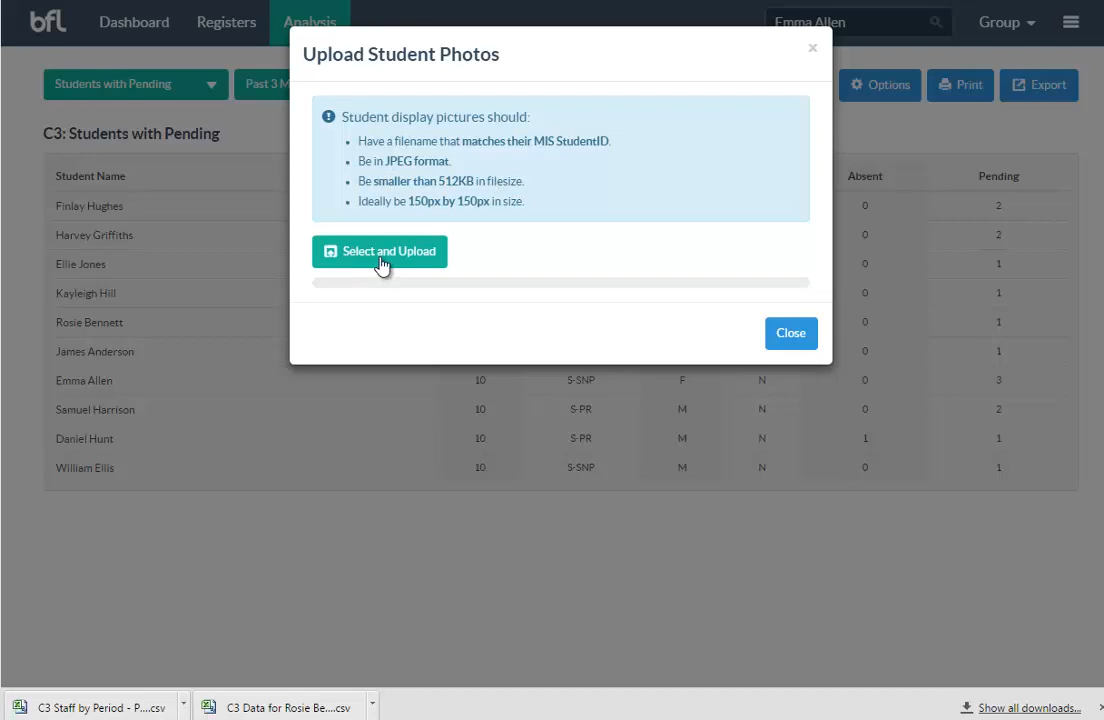 bfl Dashboard Registers Analysis Emma Allen Group
Upload Student Photos ×
Students with Pending Past 3 M Options Print Export
Student display pictures should:
• Have a filename that matches their MIS StudentID.
• Be in JPEG format.
• Be smaller than 512KB in filesize.
• Ideally be 150px by 150px in size.
Select and Upload
Close
C3: Students with Pending
Student Name Absent Pending
Finlay Hughes 0 2
Harvey Griffiths 0 2
Ellie Jones 0 1
Kayleigh Hill 0 1
Rosie Bennett 0 1
James Anderson 0 1
Emma Allen 10 S-SNP F N 0 3
Samuel Harrison 10 S-PR M N 0 2
Daniel Hunt 10 S-PR M N 1 1
William Ellis 10 S-SNP M N 0 1
C3 Staff by Period - P....csv C3 Data for Rosie Be....csv Show all downloads... ×